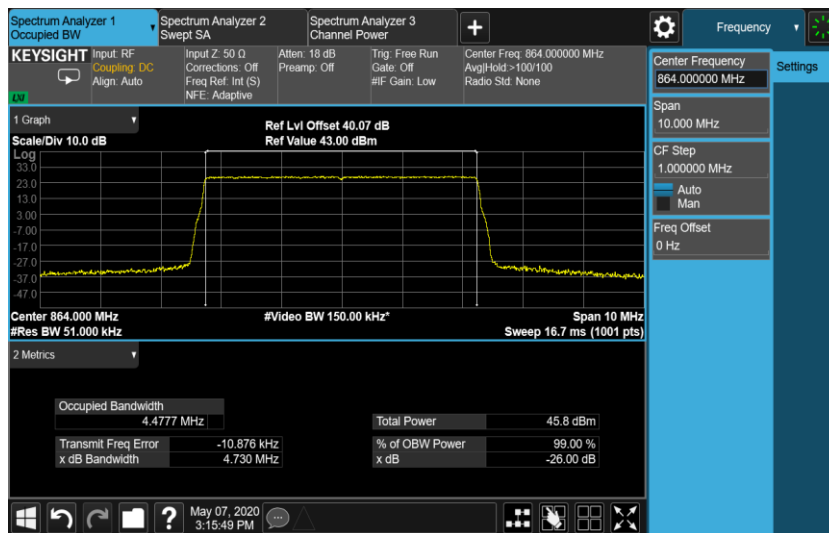 Spectrum Analyzer 1
Occupied BW
Spectrum Analyzer 2
Swept SA
Spectrum Analyzer 3
Channel Power
+
Frequency
KEYSIGHT
LXI
Input: RF
Coupling: DC
Align: Auto
Input Z: 50 Ω
Corrections: Off
Freq Ref: Int (S)
NFE: Adaptive
Atten: 18 dB
Preamp: Off
Trig: Free Run
Gate: Off
#IF Gain: Low
Center Freq: 864.000000 MHz
Avg|Hold:>100/100
Radio Std: None
Center Frequency
864.000000 MHz
Settings
Span
10.000 MHz
CF Step
1.000000 MHz
Auto
Man
Freq Offset
0 Hz
1 Graph
Scale/Div 10.0 dB
Ref Lvl Offset 40.07 dB
Ref Value 43.00 dBm
Log
33.0
23.0
13.0
3.00
-7.00
-17.0
-27.0
-37.0
-47.0
Center 864.000 MHz
#Res BW 51.000 kHz
#Video BW 150.00 kHz*
Span 10 MHz
Sweep 16.7 ms (1001 pts)
2 Metrics
Occupied Bandwidth
4.4777 MHz
Total Power 45.8 dBm
Transmit Freq Error -10.876 kHz
% of OBW Power 99.00 %
x dB Bandwidth 4.730 MHz
x dB -26.00 dB
?
May 07, 2020
3:15:49 PM